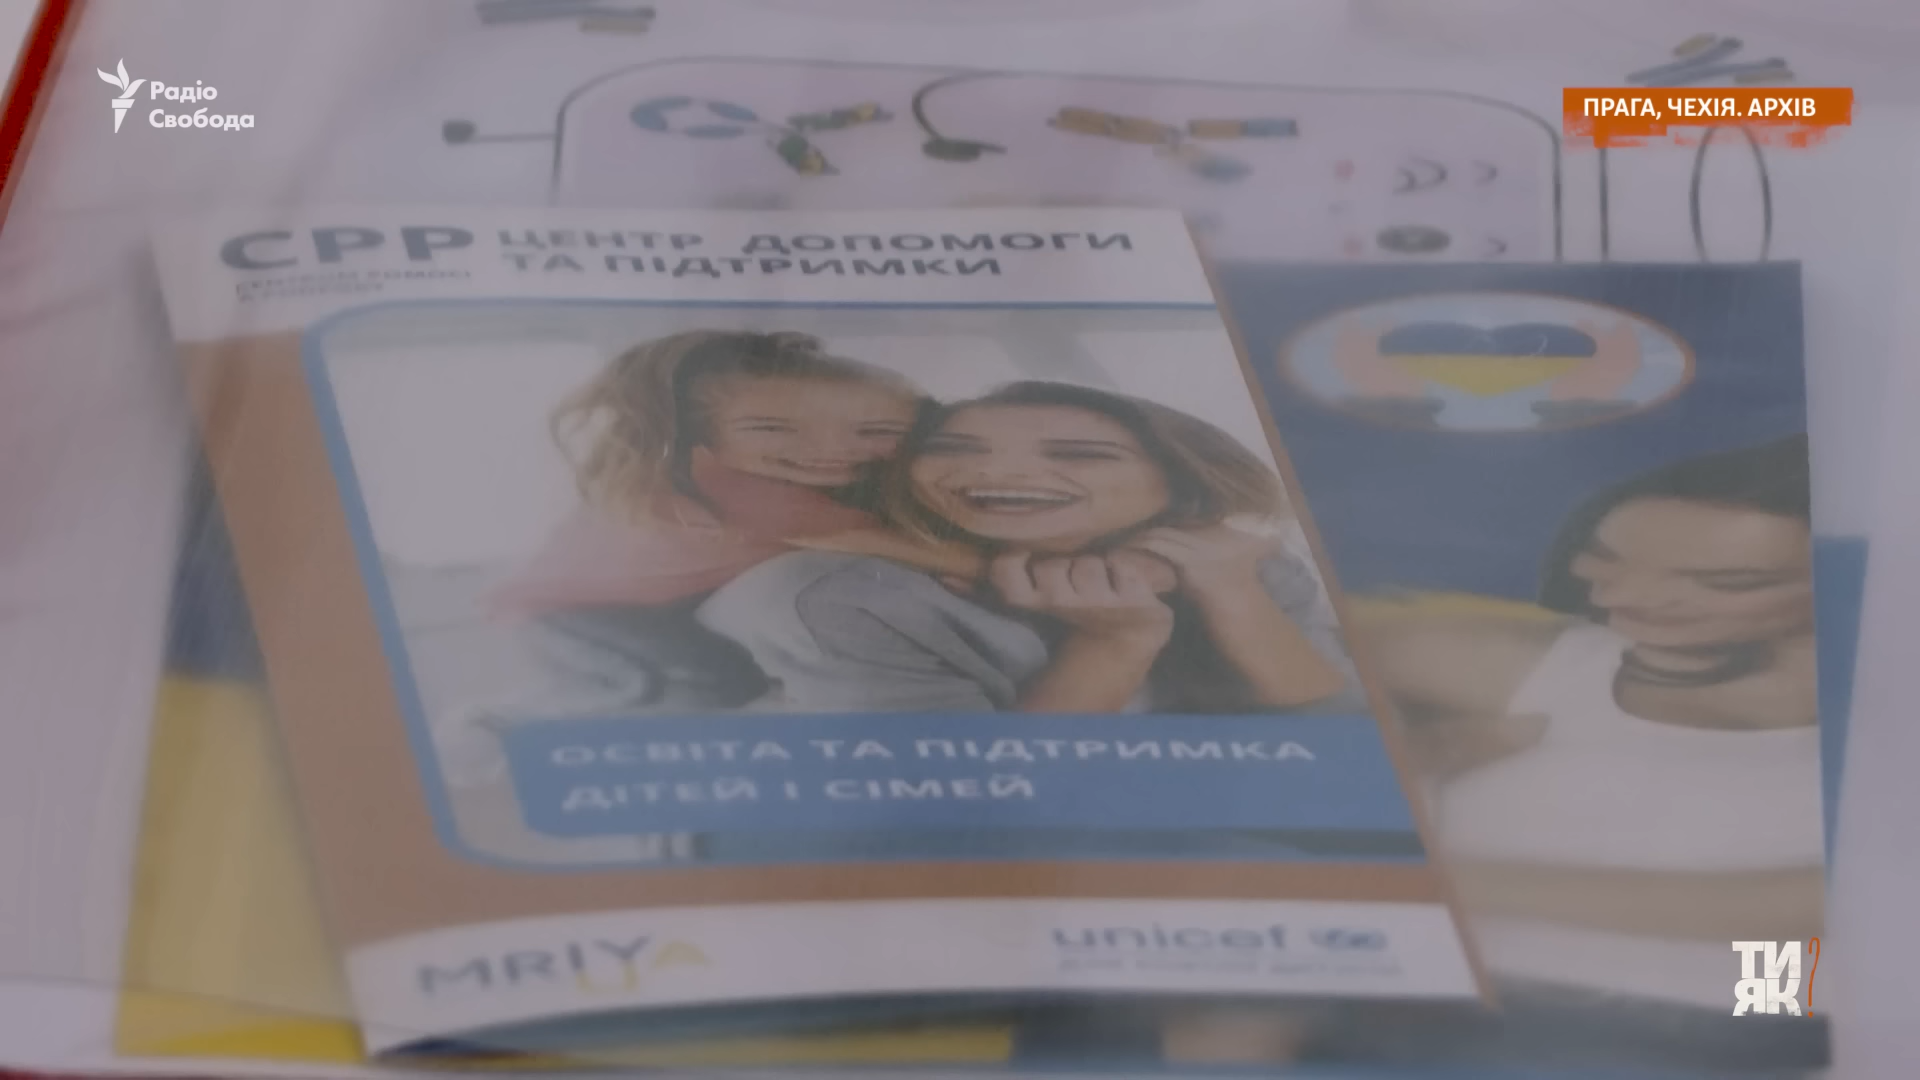 Радіо
Свобода
ПРАГА, ЧЕХІЯ. АРХІВ
CPP ЦЕНТР ДОПОМОГИ
ТА ПІДТРИМКИ
ОСВІТА ТА ПІДТРИМКА
ДІТЕЙ І СІМЕЙ
MRIYA
UA
unicef
ТИ
ЯК?